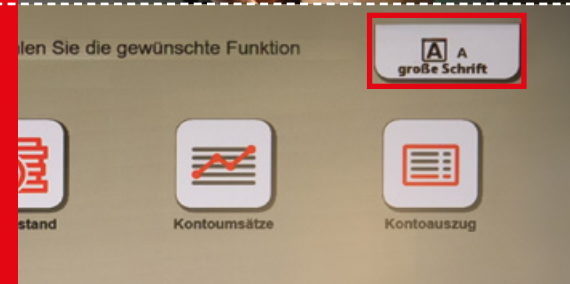 len Sie die gewünschte Funktion
A A
große Schrift
stand
Kontoumsätze
Kontoauszug